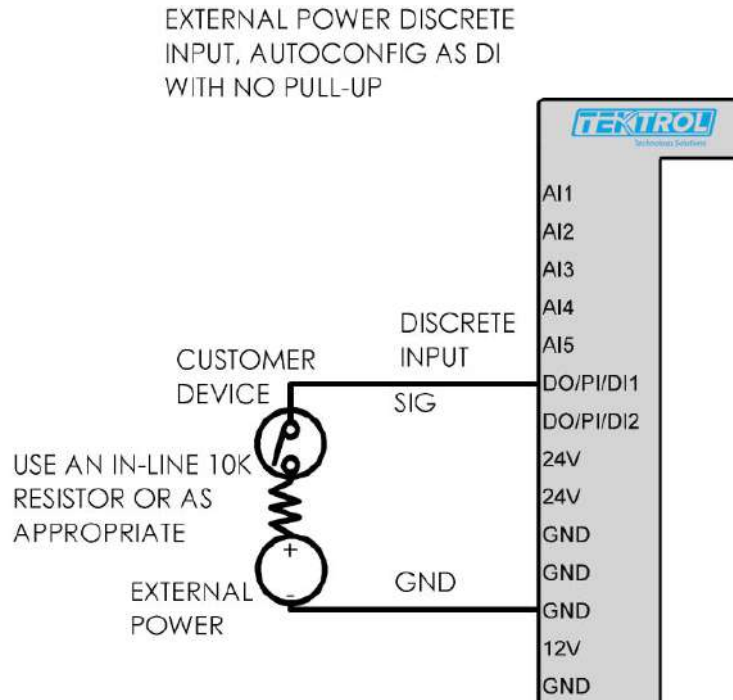 EXTERNAL POWER DISCRETE
INPUT, AUTOCONFIG AS DI
WITH NO PULL-UP
TEKTROL
Technology Solutions
AI1
AI2
AI3
AI4
AI5
DO/PI/DI1
DO/PI/DI2
24V
24V
GND
GND
GND
12V
GND
DISCRETE
INPUT
SIG
CUSTOMER
DEVICE
USE AN IN-LINE 10K
RESISTOR OR AS
APPROPRIATE
+
-
EXTERNAL
POWER
GND